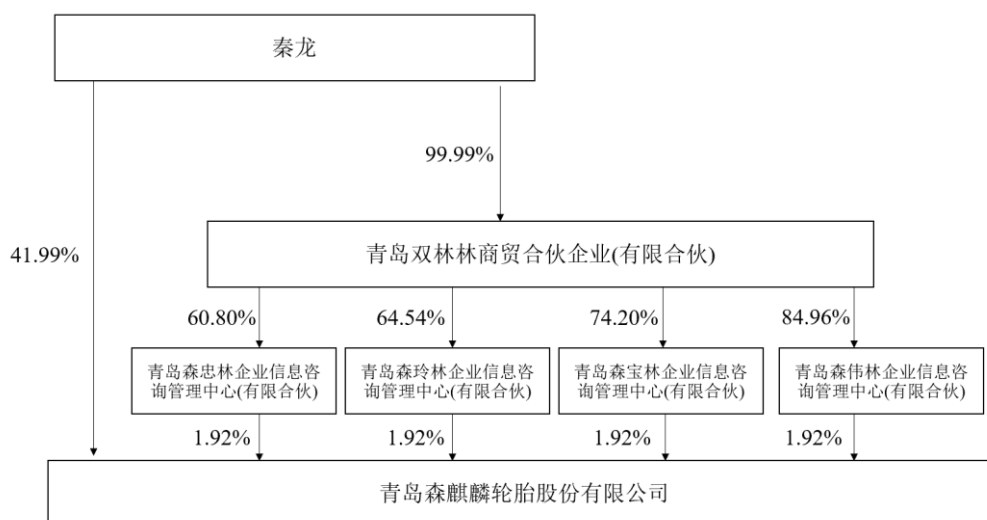 秦龙
99.99%
41.99%
青岛双林林商贸合伙企业(有限合伙)
60.80%
64.54%
74.20%
84.96%
青岛森忠林企业信息咨
询管理中心(有限合伙)
青岛森玲林企业信息咨
询管理中心(有限合伙)
青岛森宝林企业信息咨
询管理中心(有限合伙)
青岛森伟林企业信息咨
询管理中心(有限合伙)
1.92%
1.92%
1.92%
1.92%
青岛森麒麟轮胎股份有限公司